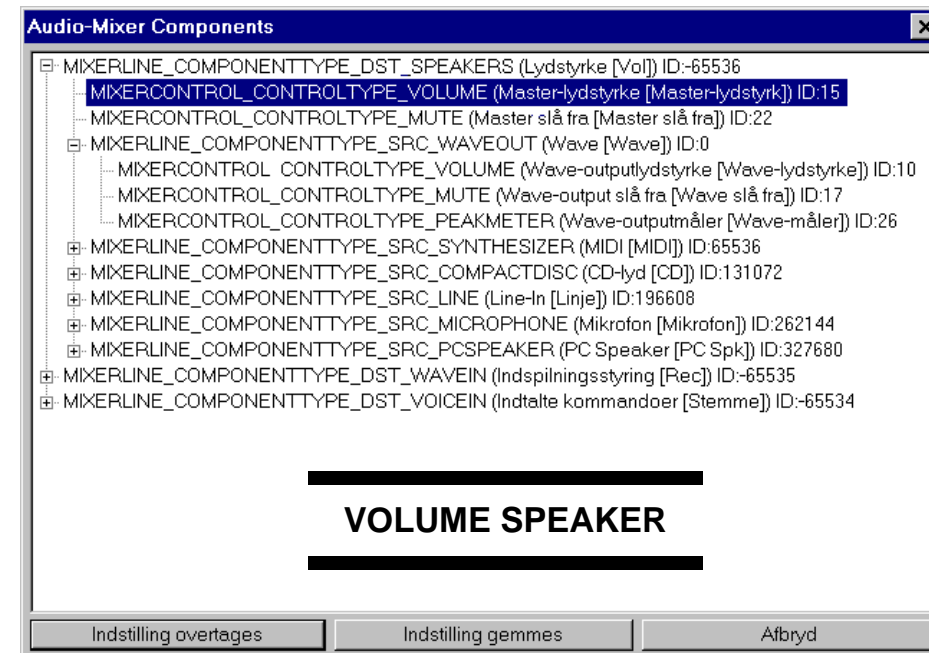 Audio-Mixer Components
MIXERLINE_COMPONENTTYPE_DST_SPEAKERS (Lydstyrke [Vol]) ID:-65536
MIXERCONTROL_CONTROLTYPE_VOLUME (Master-lydstyrke [Master-lydstyrk]) ID:15
MIXERCONTROL_CONTROLTYPE_MUTE (Master slå fra [Master slå fra]) ID:22
MIXERLINE_COMPONENTTYPE_SRC_WAVEOUT (Wave [Wave]) ID:0
MIXERCONTROL_CONTROLTYPE_VOLUME (Wave-outputlydstyrke [Wave-lydstyrke]) ID:10
MIXERCONTROL_CONTROLTYPE_MUTE (Wave-output slå fra [Wave slå fra]) ID:17
MIXERCONTROL_CONTROLTYPE_PEAKMETER (Wave-outputmåler [Wave-måler]) ID:26
MIXERLINE_COMPONENTTYPE_SRC_SYNTHESIZER (MIDI [MIDI]) ID:65536
MIXERLINE_COMPONENTTYPE_SRC_COMPACTDISC (CD-lyd [CD]) ID:131072
MIXERLINE_COMPONENTTYPE_SRC_LINE (Line-In [Linje]) ID:196608
MIXERLINE_COMPONENTTYPE_SRC_MICROPHONE (Mikrofon [Mikrofon]) ID:262144
MIXERLINE_COMPONENTTYPE_SRC_PCSPEAKER (PC Speaker [PC Spk]) ID:327680
MIXERLINE_COMPONENTTYPE_DST_WAVEIN (Indspilningsstyring [Rec]) ID:-65535
MIXERLINE_COMPONENTTYPE_DST_VOICEIN (Indtalte kommandoer [Stemme]) ID:-65534
VOLUME SPEAKER
Indstilling overtages
Indstilling gemmes
Afbryd